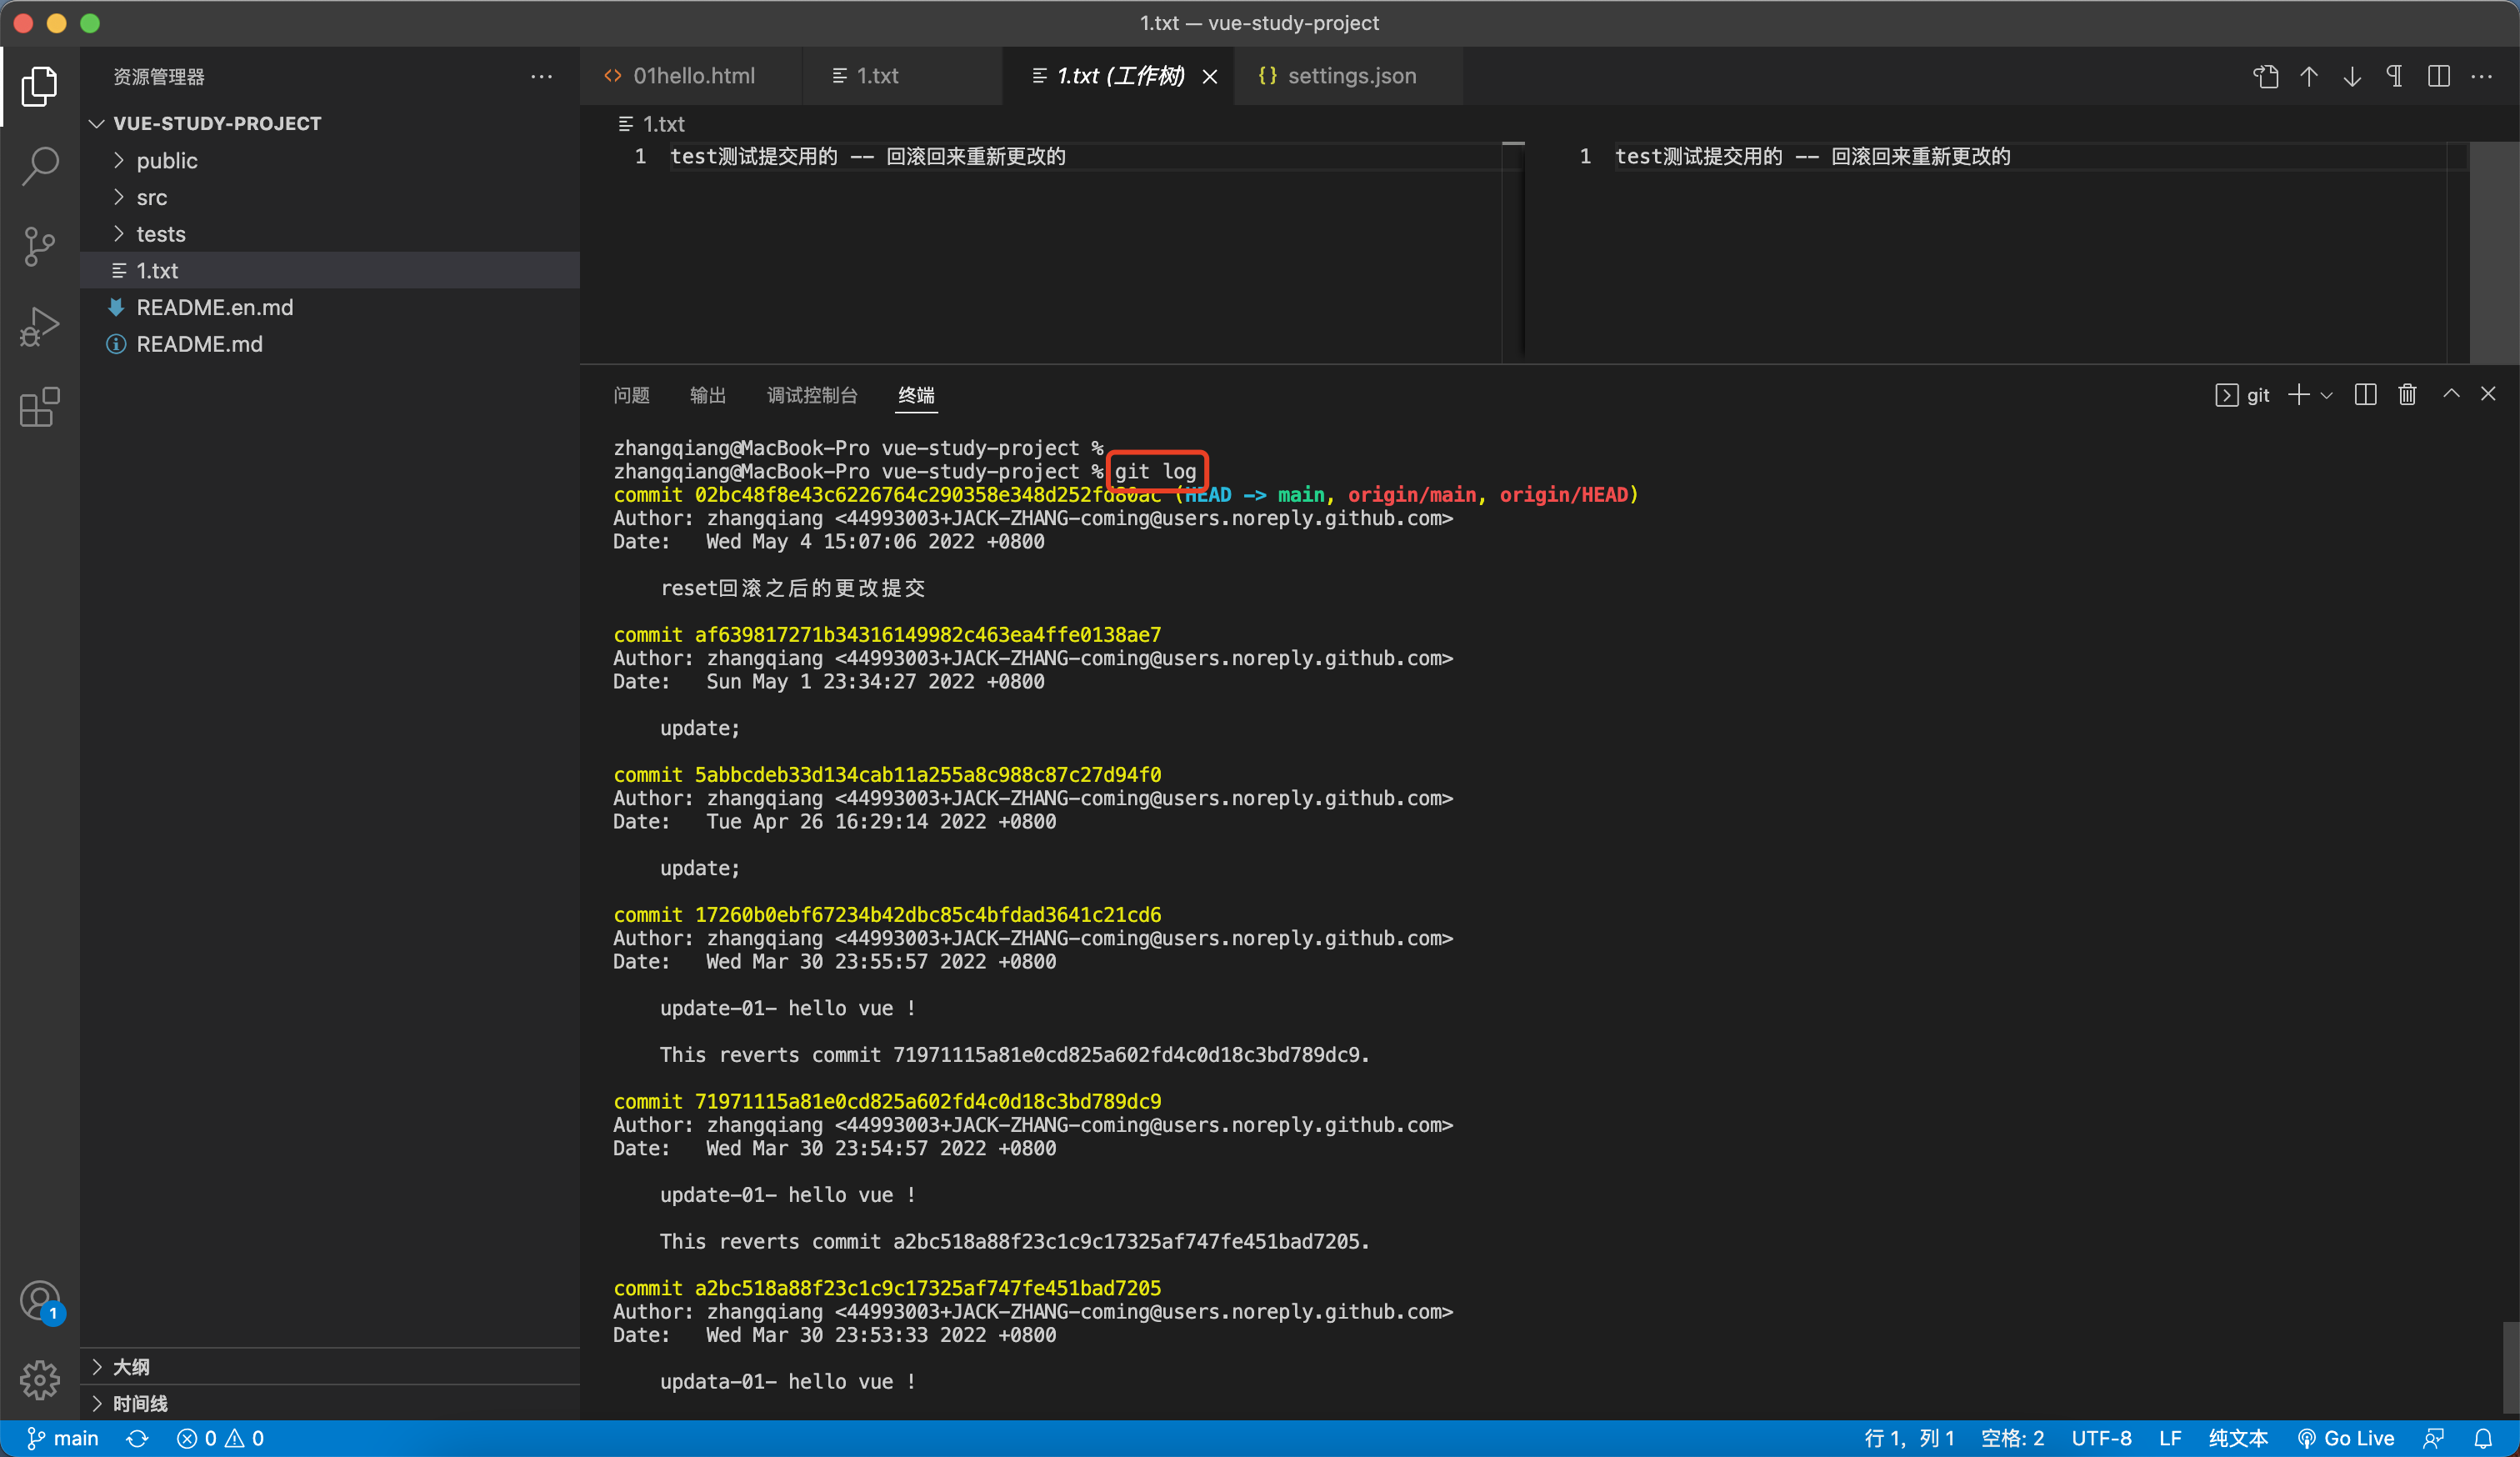 1.txt — vue-study-project
资源管理器
VUE-STUDY-PROJECT
public
src
tests
1.txt
README.en.md
README.md
大纲
时间线
01hello.html
1.txt
1.txt (工作树)
settings.json
1.txt
1 test测试提交用的 -- 回滚回来重新更改的
1 test测试提交用的 -- 回滚回来重新更改的
问题 输出 调试控制台 终端
git
zhangqiang@MacBook-Pro vue-study-project %
zhangqiang@MacBook-Pro vue-study-project % git log
commit 02bc48f8e43c6226764c290358e348d252fd80ac (HEAD -> main, origin/main, origin/HEAD)
Author: zhangqiang <44993003+JACK-ZHANG-coming@users.noreply.github.com>
Date:   Wed May 4 15:07:06 2022 +0800
reset回滚之后的更改提交
commit af639817271b34316149982c463ea4ffe0138ae7
Author: zhangqiang <44993003+JACK-ZHANG-coming@users.noreply.github.com>
Date:   Sun May 1 23:34:27 2022 +0800
update;
commit 5abbcdeb33d134cab11a255a8c988c87c27d94f0
Author: zhangqiang <44993003+JACK-ZHANG-coming@users.noreply.github.com>
Date:   Tue Apr 26 16:29:14 2022 +0800
update;
commit 17260b0ebf67234b42dbc85c4bfdad3641c21cd6
Author: zhangqiang <44993003+JACK-ZHANG-coming@users.noreply.github.com>
Date:   Wed Mar 30 23:55:57 2022 +0800
update-01- hello vue !
This reverts commit 71971115a81e0cd825a602fd4c0d18c3bd789dc9.
commit 71971115a81e0cd825a602fd4c0d18c3bd789dc9
Author: zhangqiang <44993003+JACK-ZHANG-coming@users.noreply.github.com>
Date:   Wed Mar 30 23:54:57 2022 +0800
update-01- hello vue !
This reverts commit a2bc518a88f23c1c9c17325af747fe451bad7205.
commit a2bc518a88f23c1c9c17325af747fe451bad7205
Author: zhangqiang <44993003+JACK-ZHANG-coming@users.noreply.github.com>
Date:   Wed Mar 30 23:53:33 2022 +0800
updata-01- hello vue !
1
main 0 0 行 1，列 1 空格: 2 UTF-8 LF 纯文本 Go Live